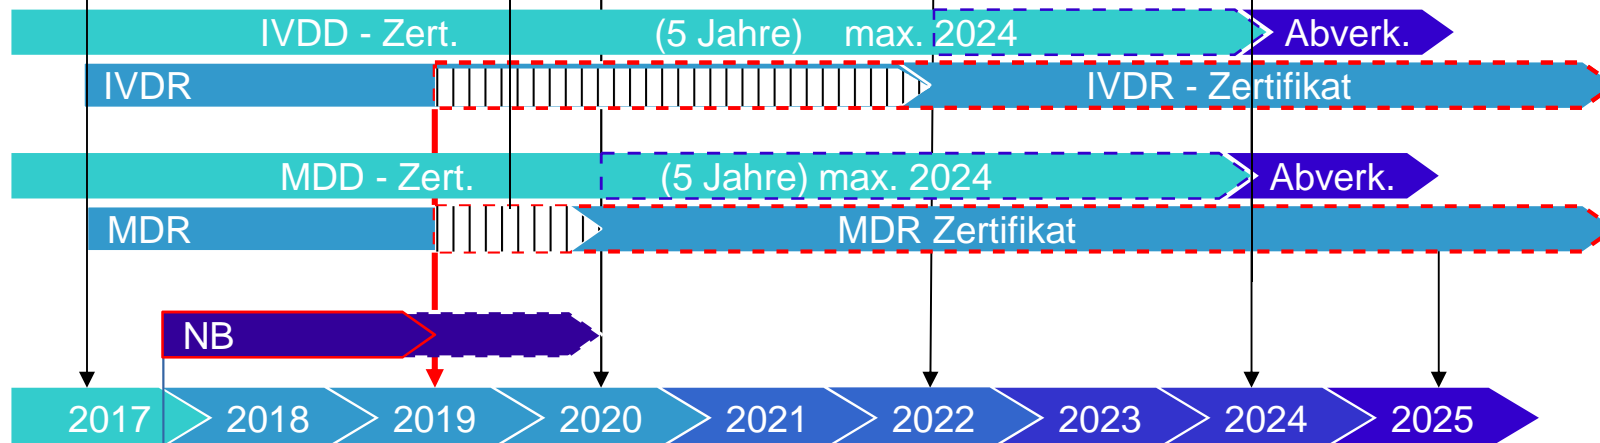 IVDD - Zert. (5 Jahre) max. 2024 Abverk.
IVDR IVDR - Zertifikat
MDD - Zert. (5 Jahre) max. 2024 Abverk.
MDR MDR Zertifikat
NB
2017 2018 2019 2020 2021 2022 2023 2024 2025